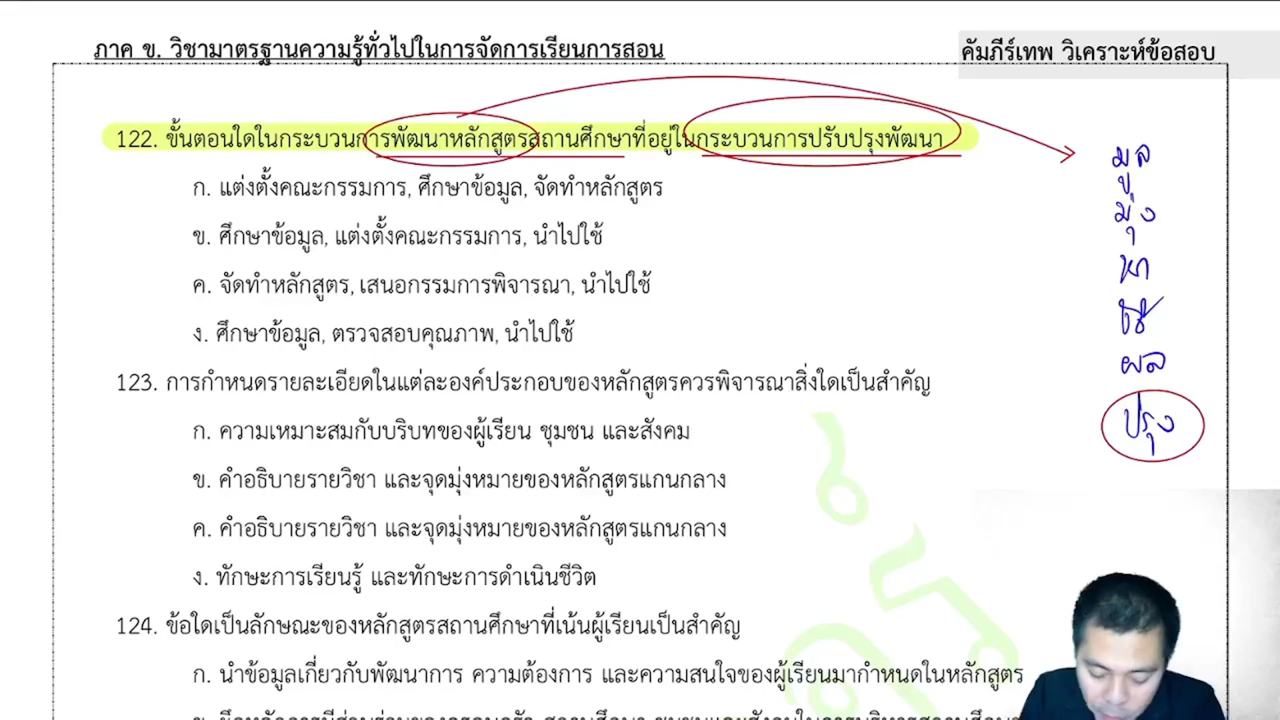 ภาค ข. วิชามาตรฐานความรู้ทั่วไปในการจัดการเรียนการสอน
คัมภีร์เทพ วิเคราะห์ข้อสอบ
122. ขั้นตอนใดในกระบวนการพัฒนาหลักสูตรสถานศึกษาที่อยู่ในกระบวนการปรับปรุงพัฒนา
ก. แต่งตั้งคณะกรรมการ, ศึกษาข้อมูล, จัดทำหลักสูตร
ข. ศึกษาข้อมูล, แต่งตั้งคณะกรรมการ, นำไปใช้
ค. จัดทำหลักสูตร, เสนอกรรมการพิจารณา, นำไปใช้
ง. ศึกษาข้อมูล, ตรวจสอบคุณภาพ, นำไปใช้
มูล
มุ่ง
หา
ใช้
ผล
ปรุง
123. การกำหนดรายละเอียดในแต่ละองค์ประกอบของหลักสูตรควรพิจารณาสิ่งใดเป็นสำคัญ
ก. ความเหมาะสมกับบริบทของผู้เรียน ชุมชน และสังคม
ข. คำอธิบายรายวิชา และจุดมุ่งหมายของหลักสูตรแกนกลาง
ค. คำอธิบายรายวิชา และจุดมุ่งหมายของหลักสูตรแกนกลาง
ง. ทักษะการเรียนรู้ และทักษะการดำเนินชีวิต
124. ข้อใดเป็นลักษณะของหลักสูตรสถานศึกษาที่เน้นผู้เรียนเป็นสำคัญ
ก. นำข้อมูลเกี่ยวกับพัฒนาการ ความต้องการ และความสนใจของผู้เรียนมากำหนดในหลักสูตร